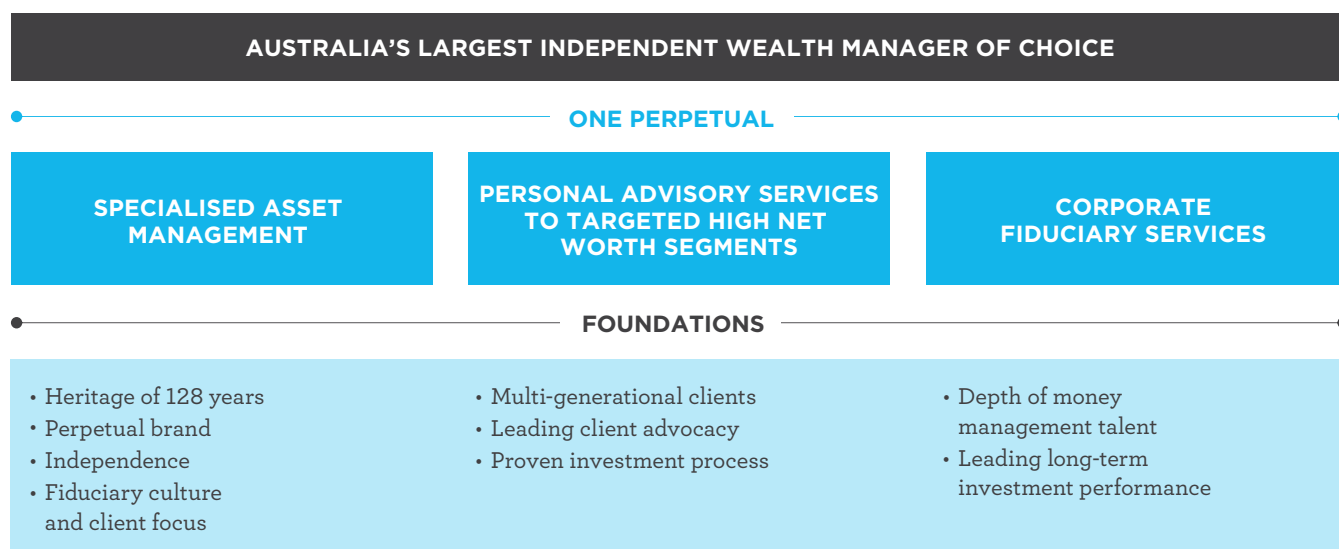 AUSTRALIA'S LARGEST INDEPENDENT WEALTH MANAGER OF CHOICE
ONE PERPETUAL
SPECIALISED ASSET
MANAGEMENT
PERSONAL ADVISORY SERVICES
TO TARGETED HIGH NET
WORTH SEGMENTS
CORPORATE
FIDUCIARY SERVICES
FOUNDATIONS
• Heritage of 128 years
• Perpetual brand
• Independence
• Fiduciary culture
and client focus
• Multi-generational clients
• Leading client advocacy
• Proven investment process
• Depth of money
management talent
• Leading long-term
investment performance